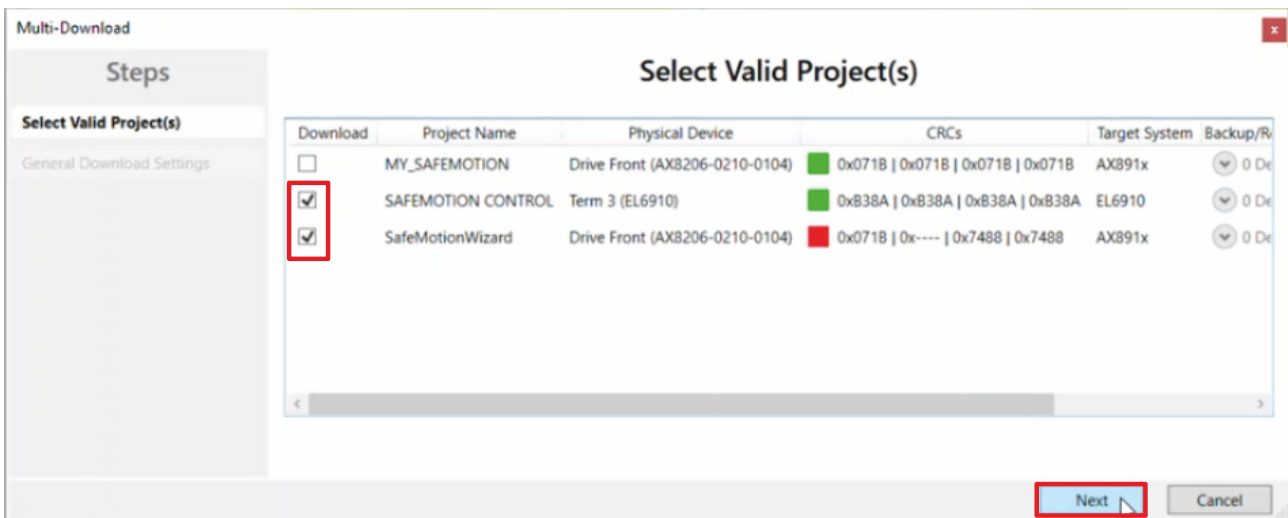 Multi-Download
x
Steps
Select Valid Project(s)
Select Valid Project(s)
General Download Settings
Download Project Name Physical Device CRCs Target System Backup/R
MY_SAFEMOTION Drive Front (AX8206-0210-0104) 0x071B | 0x071B | 0x071B | 0x071B AX891x 0 De
SAFEMOTION CONTROL Term 3 (EL6910) 0xB38A | 0xB38A | 0xB38A | 0xB38A EL6910 0 De
SafeMotionWizard Drive Front (AX8206-0210-0104) 0x071B | 0x---- | 0x7488 | 0x7488 AX891x 0 De
Next Cancel